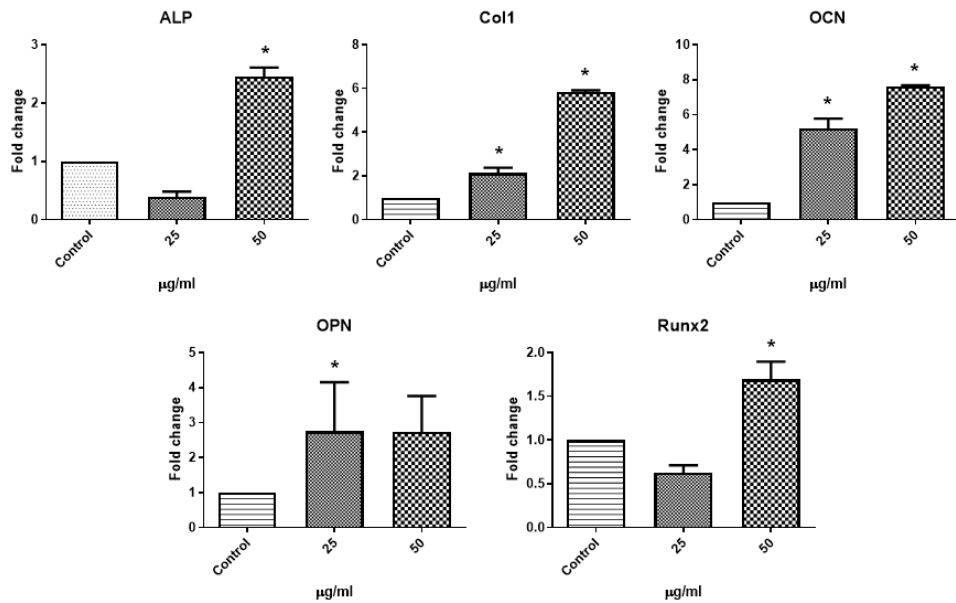 ALP
Fold change
3
2
1
0
*
Control
25
50
µg/ml
Col1
Fold change
8
6
4
2
0
*
*
Control
25
50
µg/ml
OCN
Fold change
10
8
6
4
2
0
*
*
Control
25
50
µg/ml
OPN
Fold change
5
4
3
2
1
0
*
Control
25
50
µg/ml
Runx2
Fold change
2.0
1.5
1.0
0.5
0.0
*
Control
25
50
µg/ml